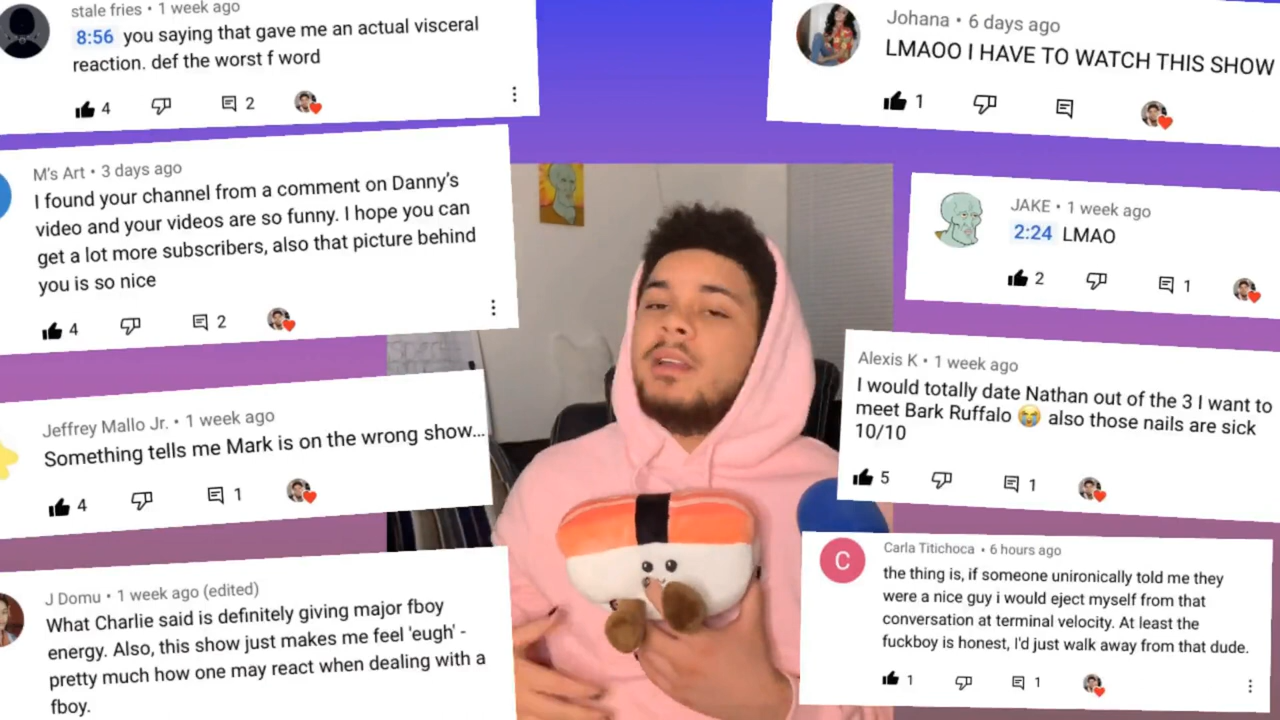 stale fries • 1 week ago
8:56 you saying that gave me an actual visceral
reaction. def the worst f word
4 2
M's Art • 3 days ago
I found your channel from a comment on Danny's
video and your videos are so funny. I hope you can
get a lot more subscribers, also that picture behind
you is so nice
4 2
Jeffrey Mallo Jr. • 1 week ago
Something tells me Mark is on the wrong show...
4 1
J Domu • 1 week ago (edited)
What Charlie said is definitely giving major fboy
energy. Also, this show just makes me feel 'eugh' -
pretty much how one may react when dealing with a
fboy.
Johana • 6 days ago
LMAOO I HAVE TO WATCH THIS SHOW
1
JAKE • 1 week ago
2:24 LMAO
2 1
Alexis K • 1 week ago
I would totally date Nathan out of the 3 I want to
meet Bark Ruffalo 😭 also those nails are sick
10/10
5 1
C
Carla Titichoca • 6 hours ago
the thing is, if someone unironically told me they
were a nice guy i would eject myself from that
conversation at terminal velocity. At least the
fuckboy is honest, I'd just walk away from that dude.
1 1